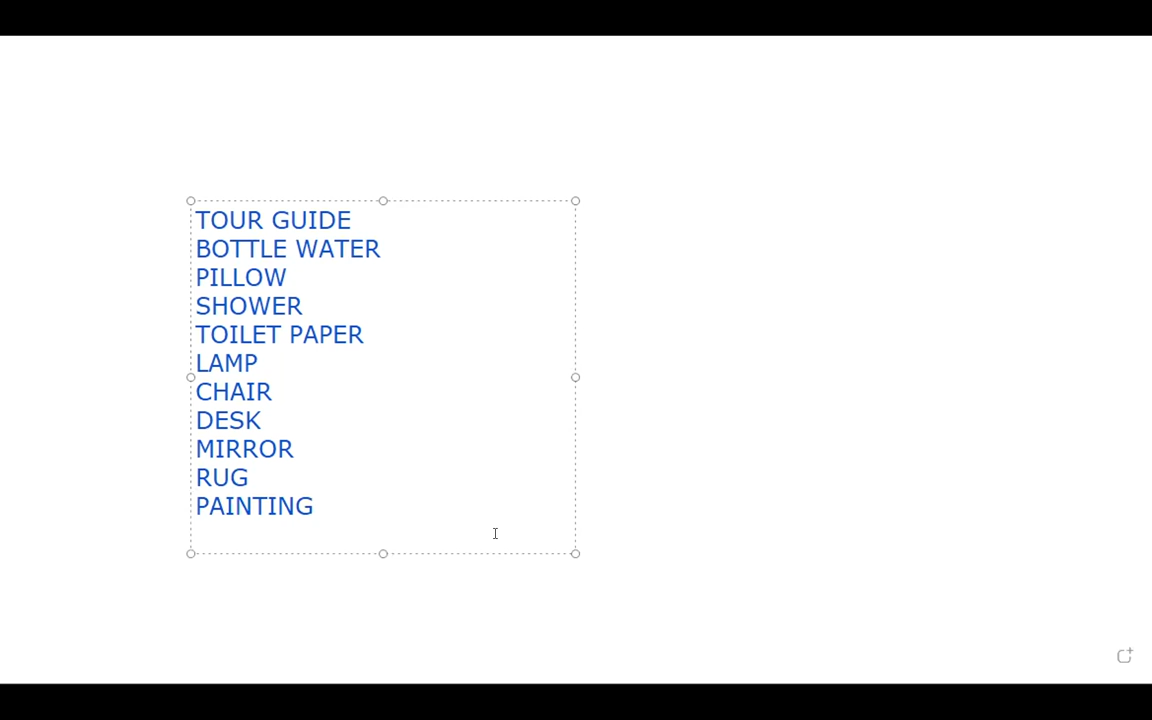 TOUR GUIDE
BOTTLE WATER
PILLOW
SHOWER
TOILET PAPER
LAMP
CHAIR
DESK
MIRROR
RUG
PAINTING